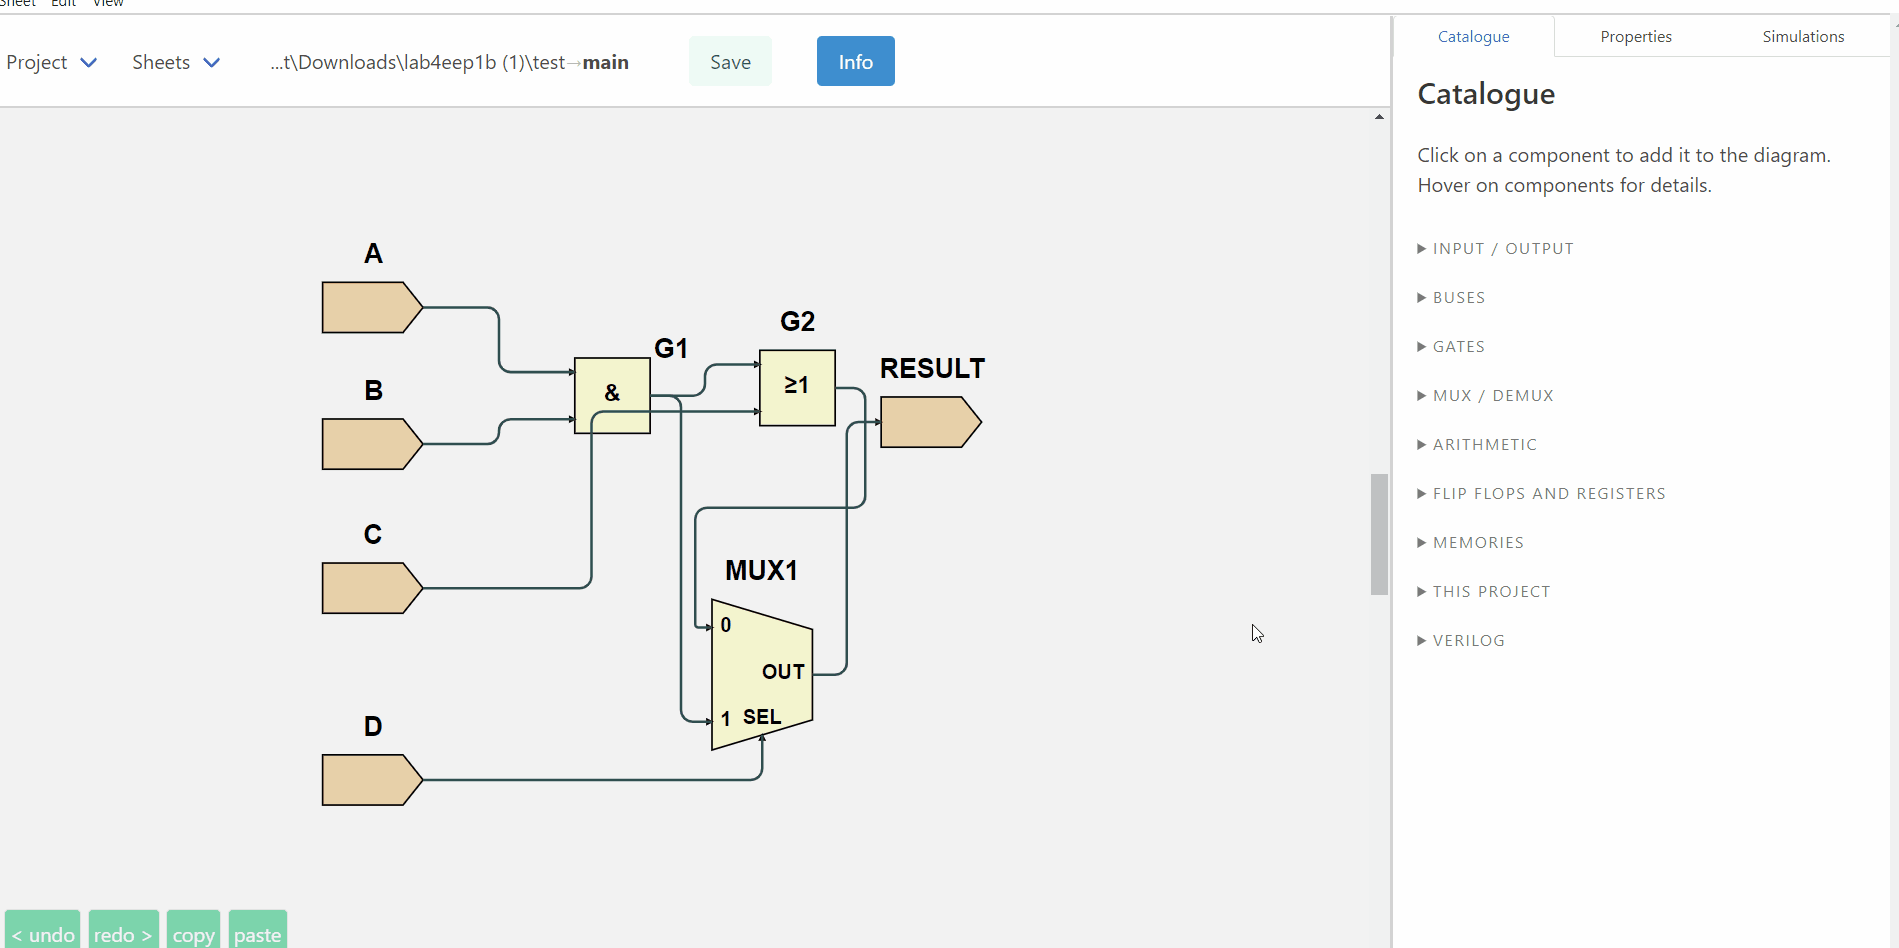 Sheet Edit View
Project Sheets ...t\Downloads\lab4eep1b (1)\test→main Save Info
Catalogue Properties Simulations
Catalogue
Click on a component to add it to the diagram.
Hover on components for details.
INPUT / OUTPUT
BUSES
GATES
MUX / DEMUX
ARITHMETIC
FLIP FLOPS AND REGISTERS
MEMORIES
THIS PROJECT
VERILOG
A
B
C
D
G1
&
G2
≥1
RESULT
MUX1
0
OUT
1 SEL
< undo redo > copy paste